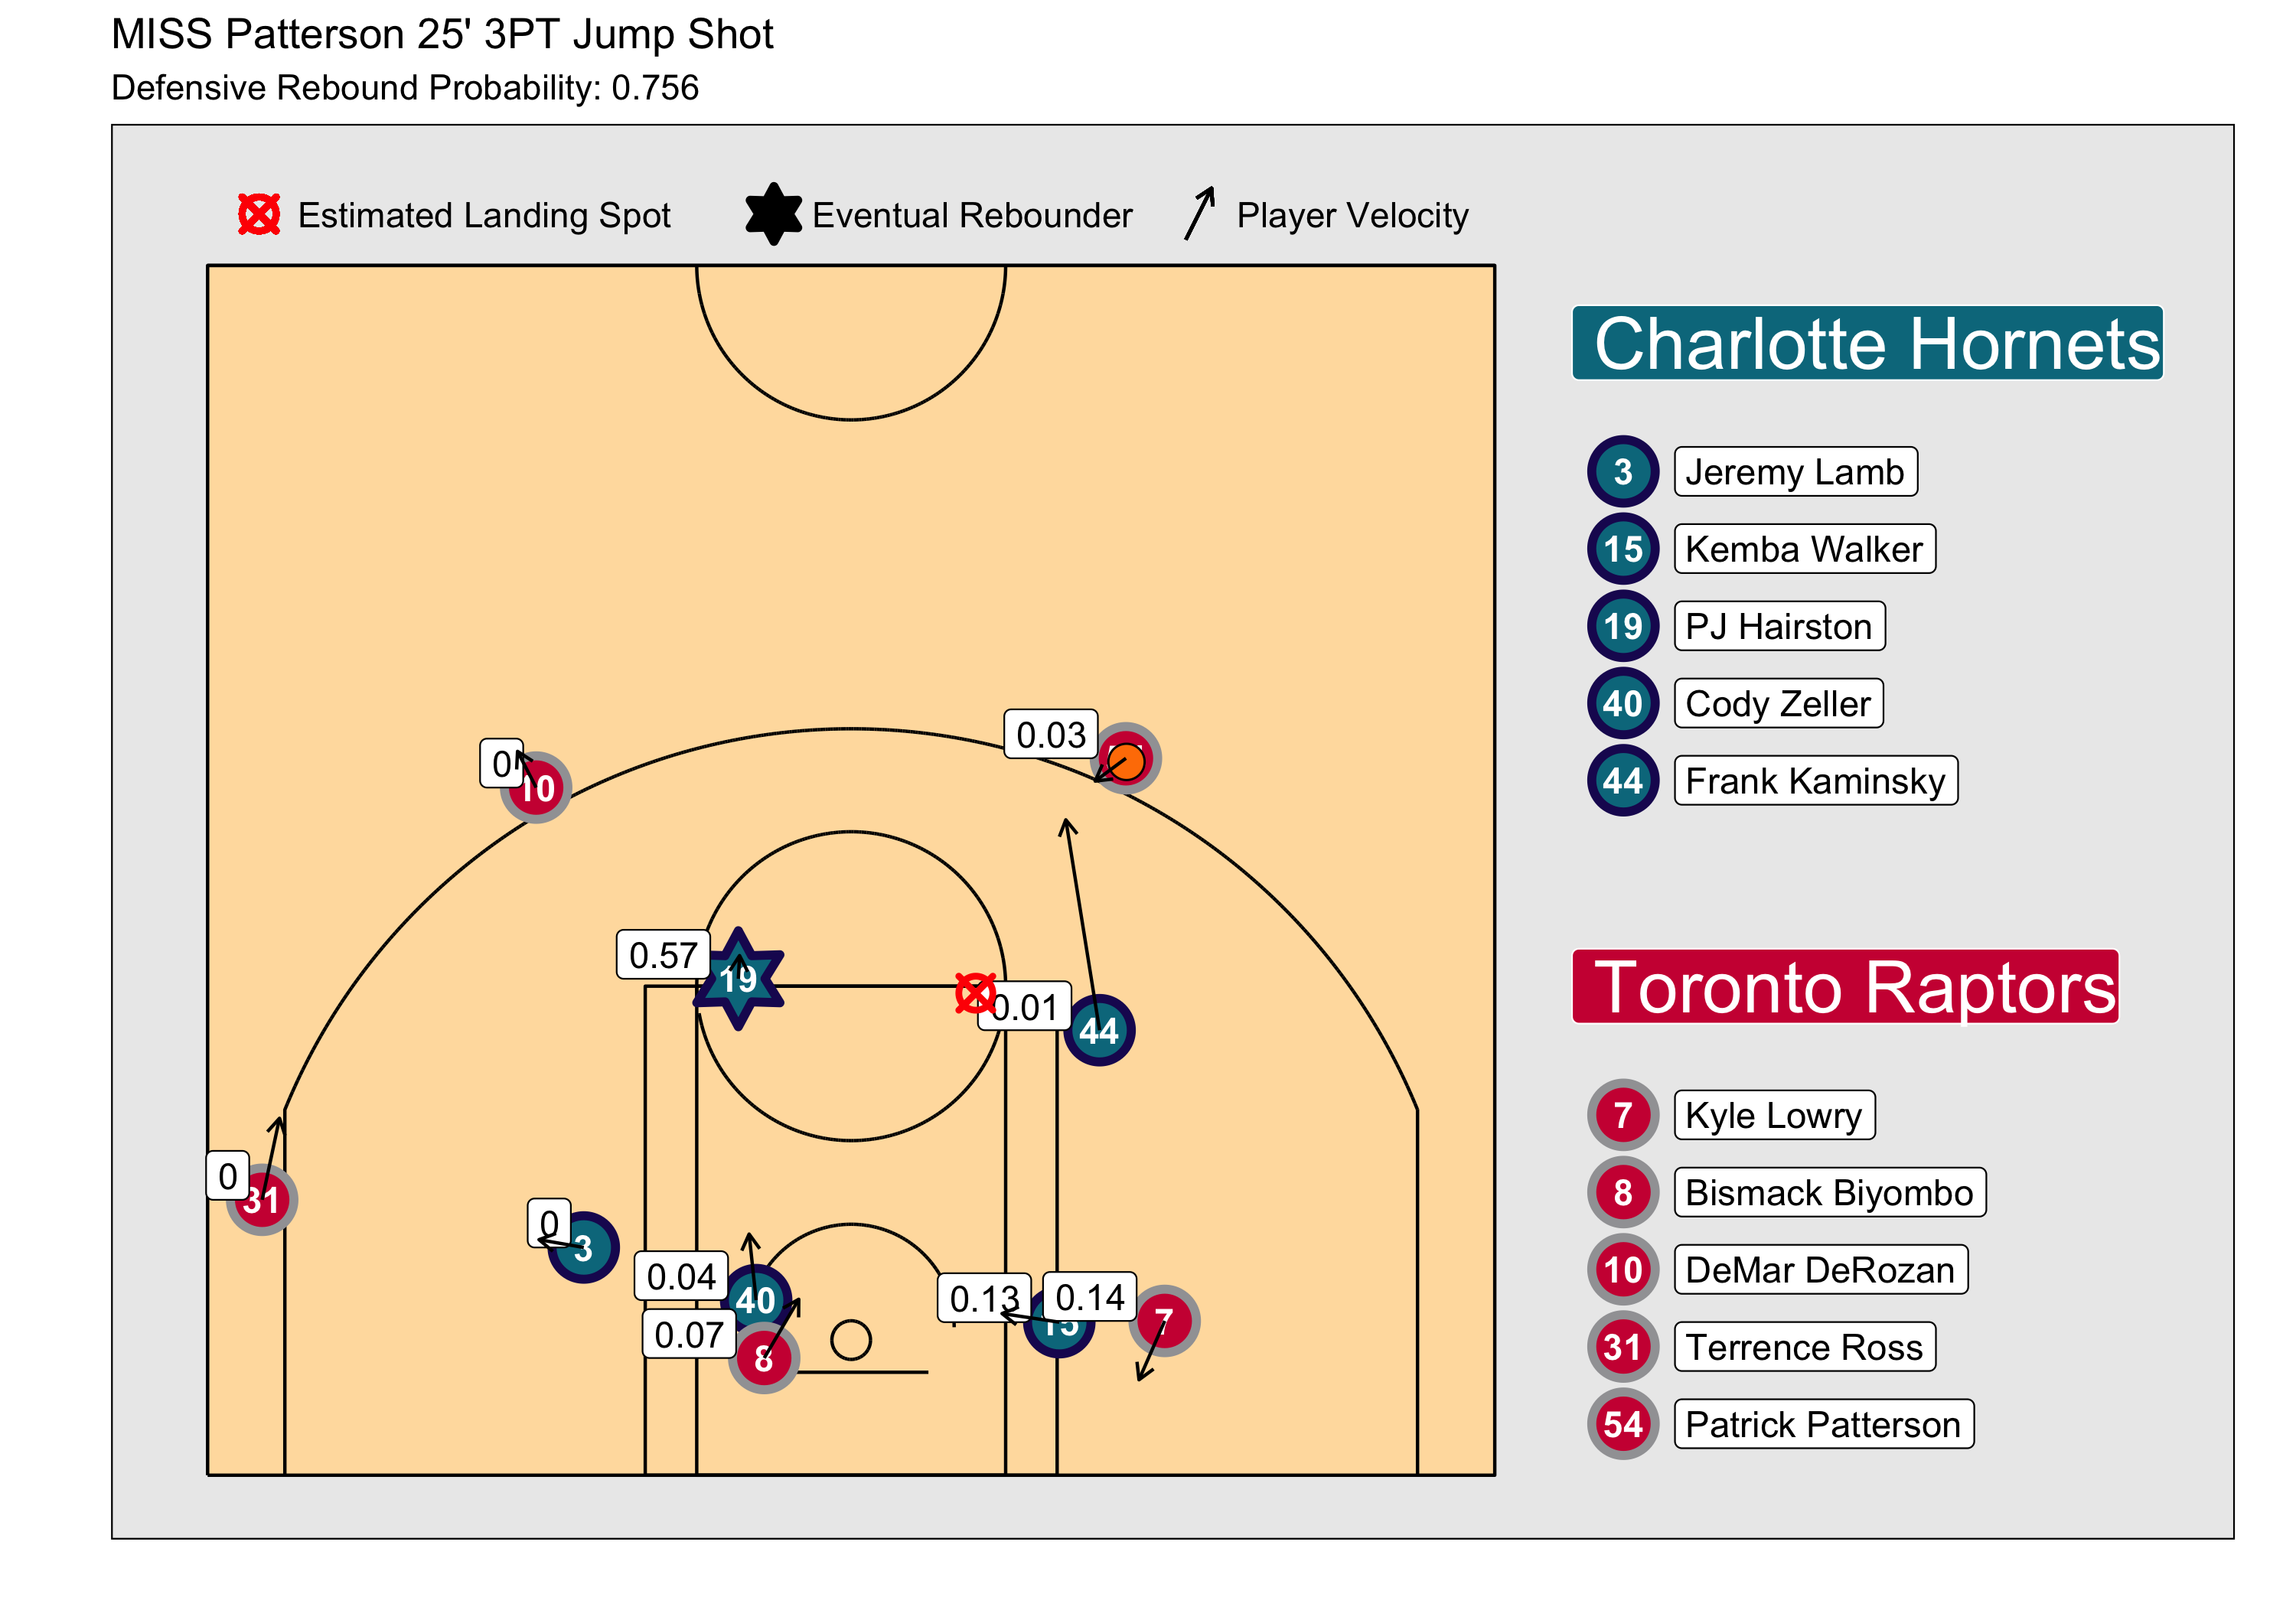 MISS Patterson 25' 3PT Jump Shot
Defensive Rebound Probability: 0.756
Estimated Landing Spot
Eventual Rebounder
Player Velocity
Charlotte Hornets
3 Jeremy Lamb
15 Kemba Walker
19 PJ Hairston
40 Cody Zeller
44 Frank Kaminsky
0.03
0
10
0.57
19
0.01
44
0
31
0
3
0.04
40
0.13
15
0.14
7
0.07
8
Toronto Raptors
7 Kyle Lowry
8 Bismack Biyombo
10 DeMar DeRozan
31 Terrence Ross
54 Patrick Patterson